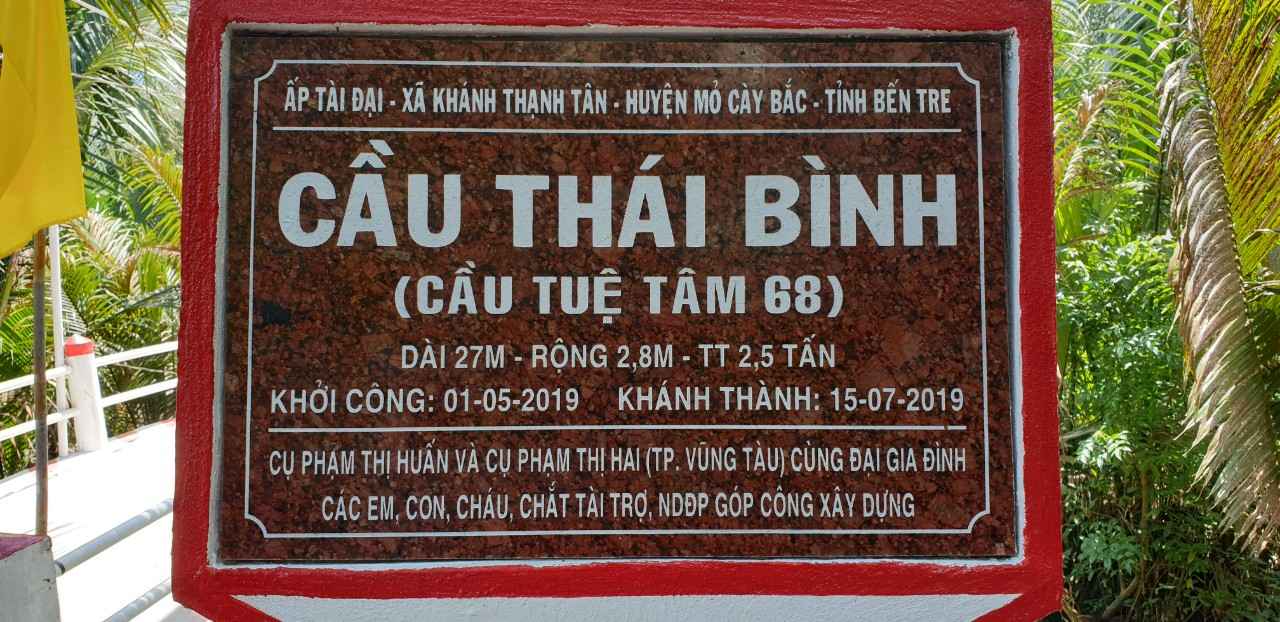 ẤP TÀI ĐẠI - XÃ KHÁNH THẠNH TÂN - HUYỆN MỎ CÀY BẮC - TỈNH BẾN TRE
CẦU THÁI BÌNH
(CẦU TUỆ TÂM 68)
DÀI 27M - RỘNG 2,8M - TT 2,5 TẤN
KHỞI CÔNG: 01-05-2019 KHÁNH THÀNH: 15-07-2019
CỤ PHẠM THỊ HUẤN VÀ CỤ PHẠM THỊ HAI (TP. VŨNG TÀU) CÙNG ĐẠI GIA ĐÌNH
CÁC EM, CON, CHÁU, CHẮT TÀI TRỢ, NDĐP GÓP CÔNG XÂY DỰNG